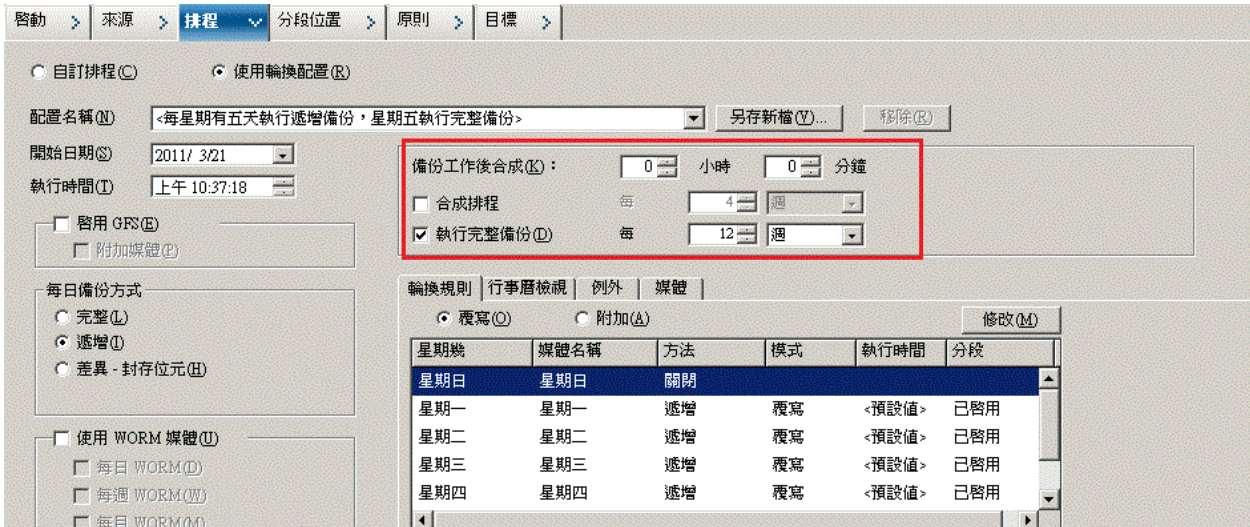 啓動 來源 排程 分段位置 原則 目標
自訂排程(C) 使用輪換配置(R)
配置名稱(N) <每星期有五天執行遞增備份，星期五執行完整備份> 另存新檔(V)... 移除(R)
開始日期(S) 2011/ 3/21
執行時間(T) 上午 10:37:18
備份工作後合成(K)： 0 小時 0 分鐘
合成排程 每 4 週
執行完整備份(D) 每 12 週
啓用 GFS(E)
附加媒體(P)
每日備份方式
完整(L)
遞增(I)
差異 - 封存位元(H)
使用 WORM 媒體(U)
每日 WORM(D)
每週 WORM(W)
每月 WORM(M)
輪換規則 行事曆檢視 例外 媒體
覆寫(O) 附加(A) 修改(M)
星期幾 媒體名稱 方法 模式 執行時間 分段
星期日 星期日 關閉
星期一 星期一 遞增 覆寫 <預設值> 已啓用
星期二 星期二 遞增 覆寫 <預設值> 已啓用
星期三 星期三 遞增 覆寫 <預設值> 已啓用
星期四 星期四 遞增 覆寫 <預設值> 已啓用